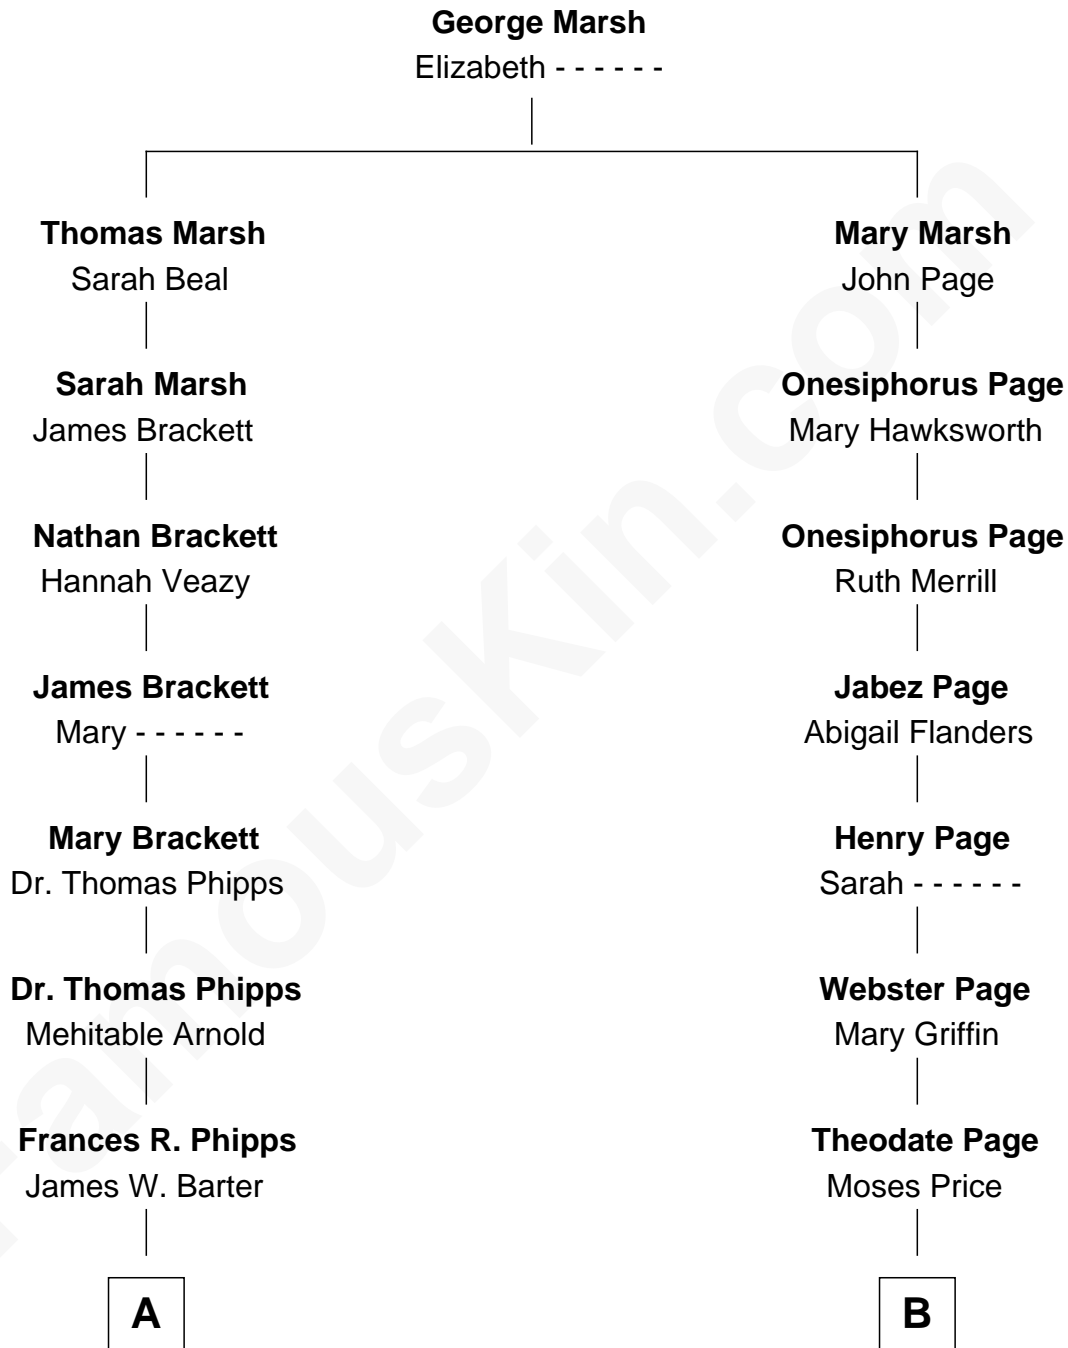 George Marsh
Elizabeth - - - - - -
Thomas Marsh
Sarah Beal
Sarah Marsh
James Brackett
Nathan Brackett
Hannah Veazy
James Brackett
Mary - - - - - -
Mary Brackett
Dr. Thomas Phipps
Dr. Thomas Phipps
Mehitable Arnold
Frances R. Phipps
James W. Barter
A
Mary Marsh
John Page
Onesiphorus Page
Mary Hawksworth
Onesiphorus Page
Ruth Merrill
Jabez Page
Abigail Flanders
Henry Page
Sarah - - - - - -
Webster Page
Mary Griffin
Theodate Page
Moses Price
B
FamousKin.com